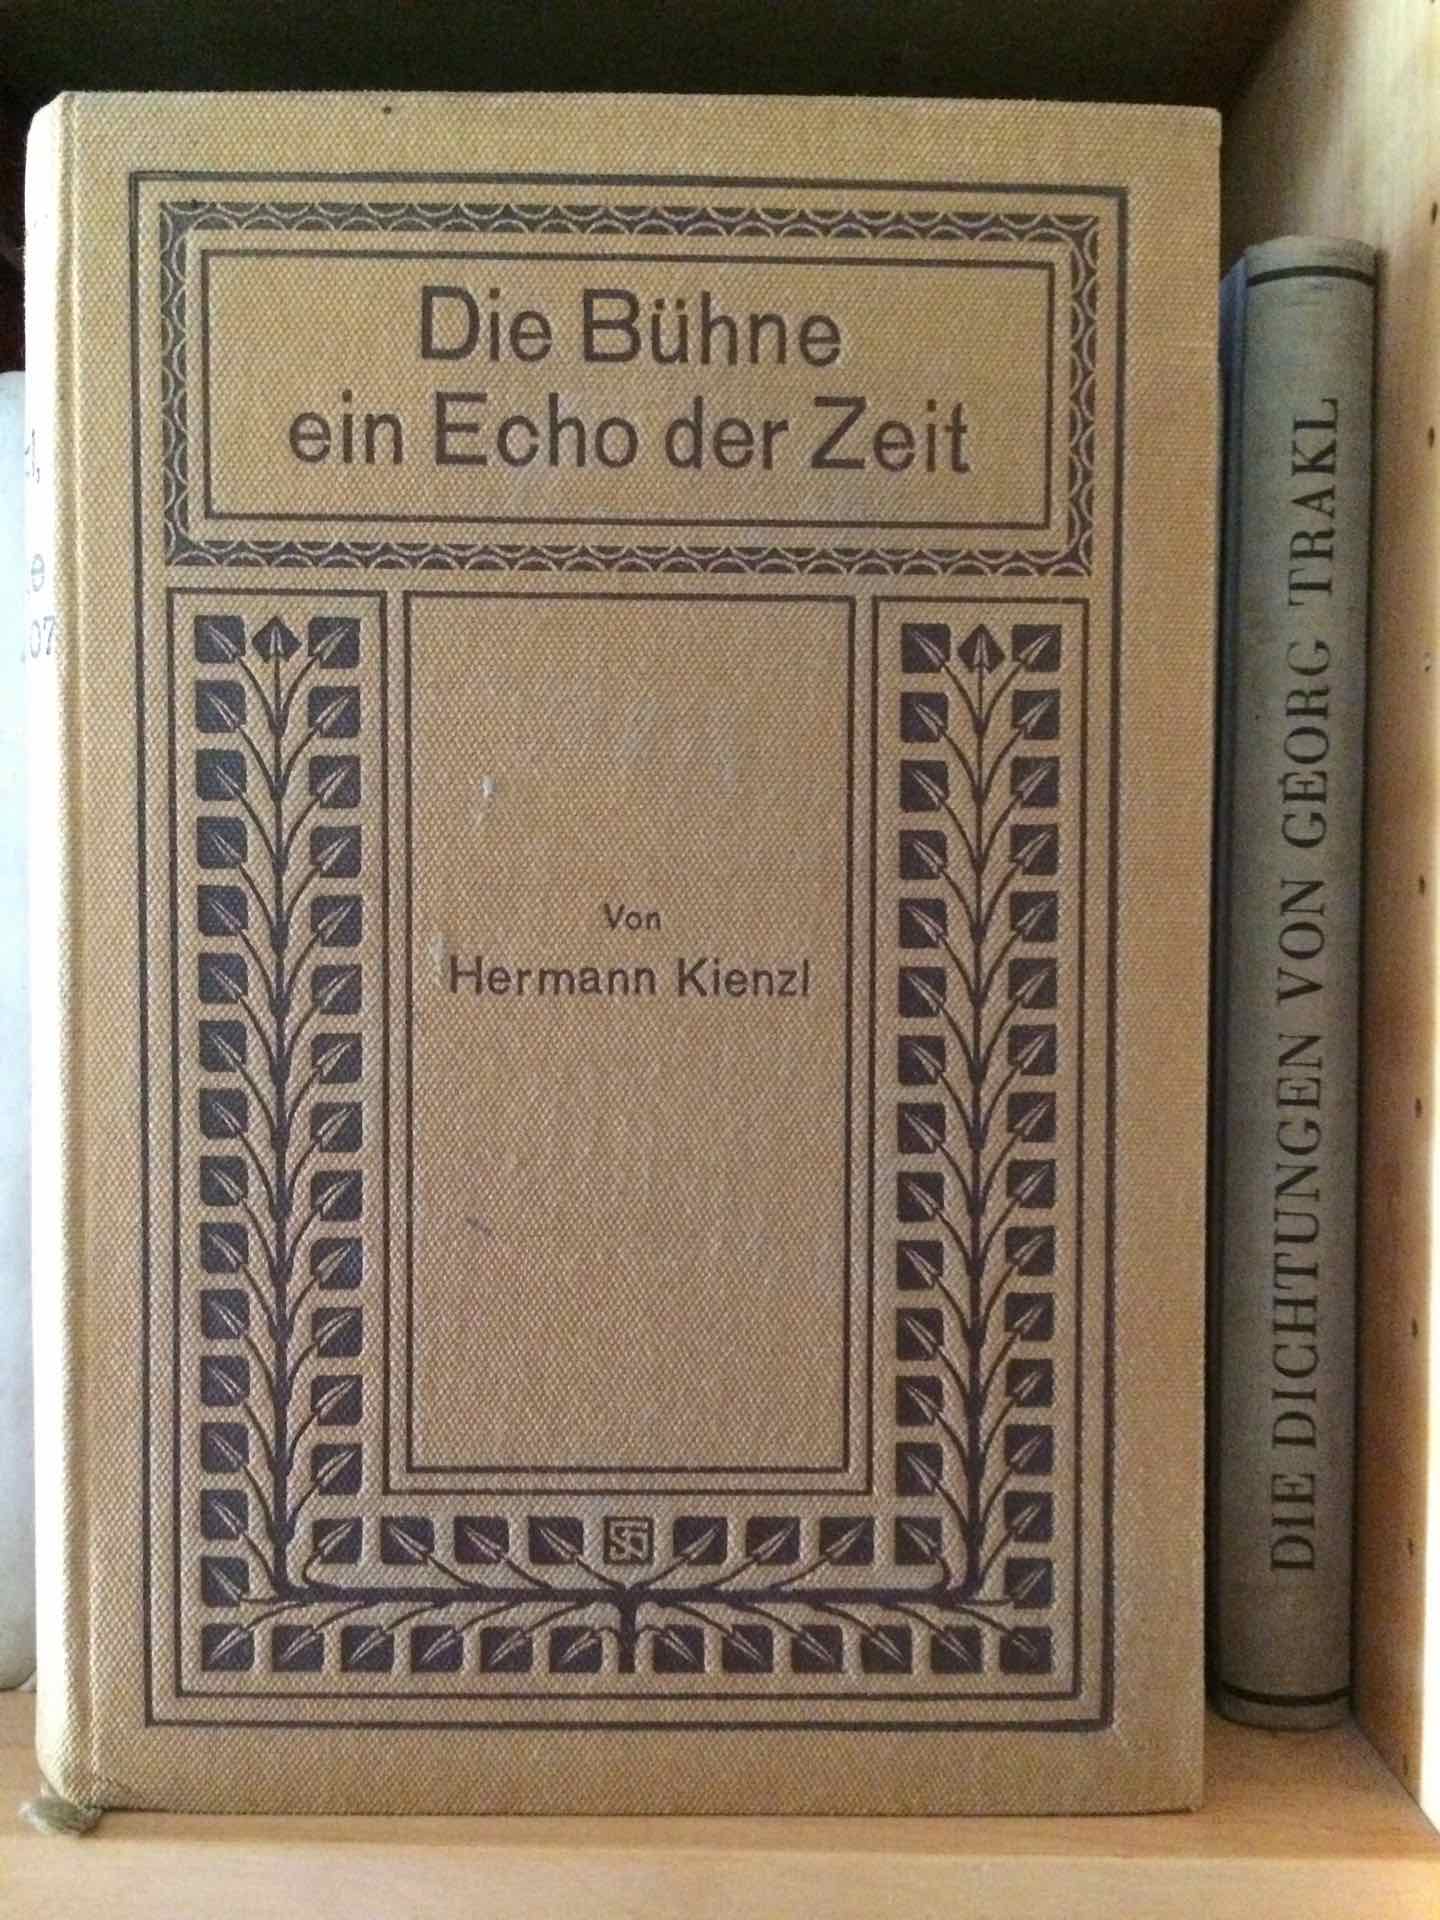 Die Bühne
ein Echo der Zeit
Von
Hermann Kienzl
DIE DICHTUNGEN VON GEORG TRAKL